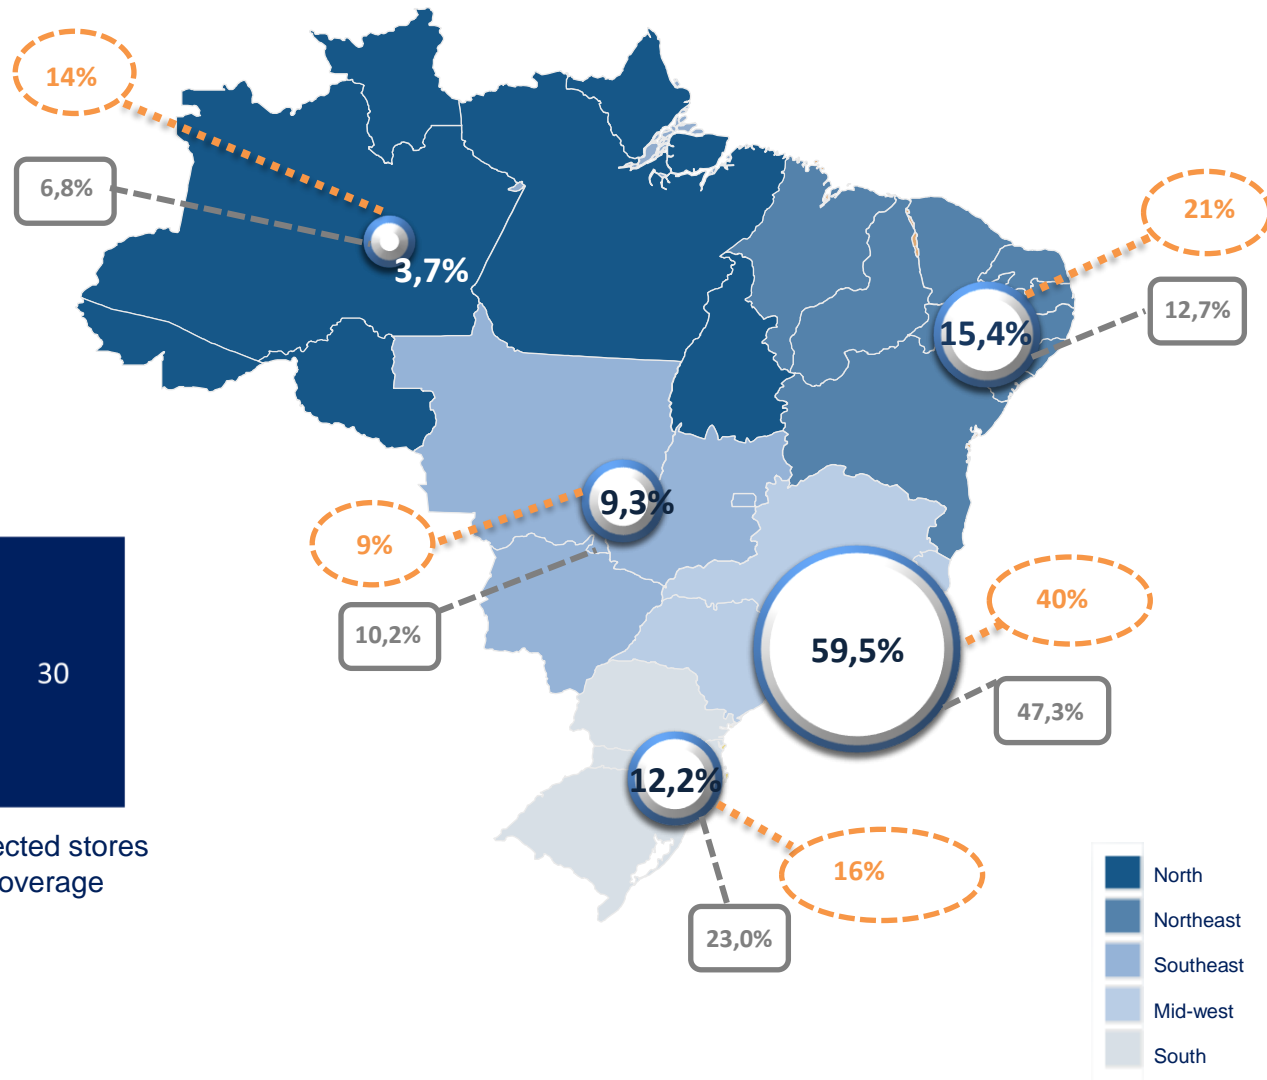 14%
6,8%
3,7%
21%
15,4%
12,7%
9,3%
9%
10,2%
59,5%
40%
47,3%
30
12,2%
16%
23,0%
ected stores
overage
North
Northeast
Southeast
Mid-west
South